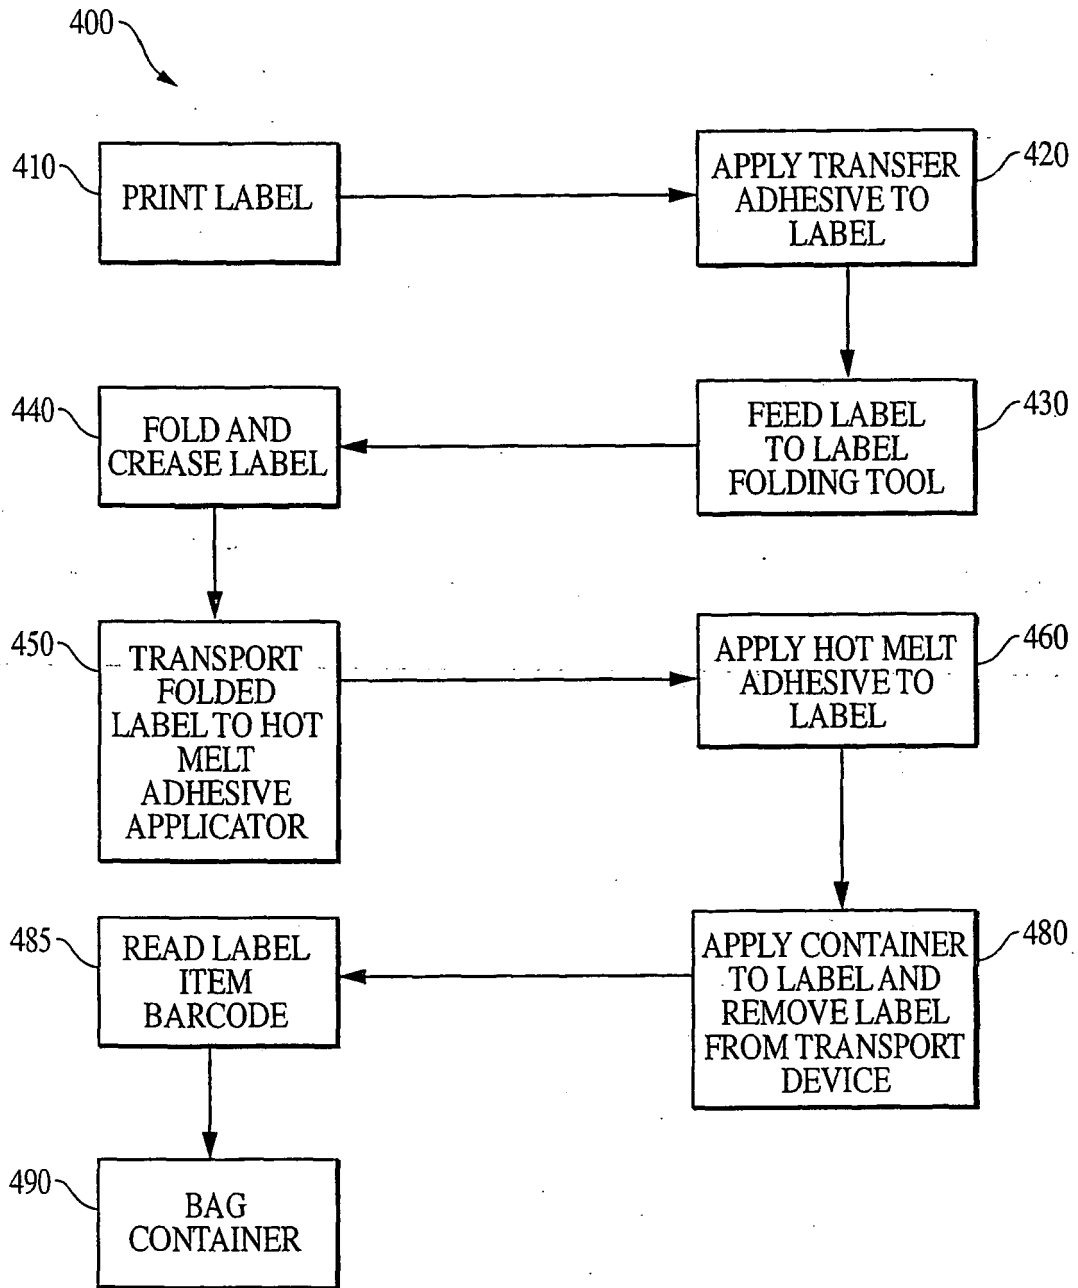 400
410
PRINT LABEL
APPLY TRANSFER
ADHESIVE TO
LABEL
420
440
FOLD AND
CREASE LABEL
FEED LABEL
TO LABEL
FOLDING TOOL
430
450
TRANSPORT
FOLDED
LABEL TO HOT
MELT
ADHESIVE
APPLICATOR
APPLY HOT MELT
ADHESIVE TO
LABEL
460
485
READ LABEL
ITEM
BARCODE
APPLY CONTAINER
TO LABEL AND
REMOVE LABEL
FROM TRANSPORT
DEVICE
480
490
BAG
CONTAINER